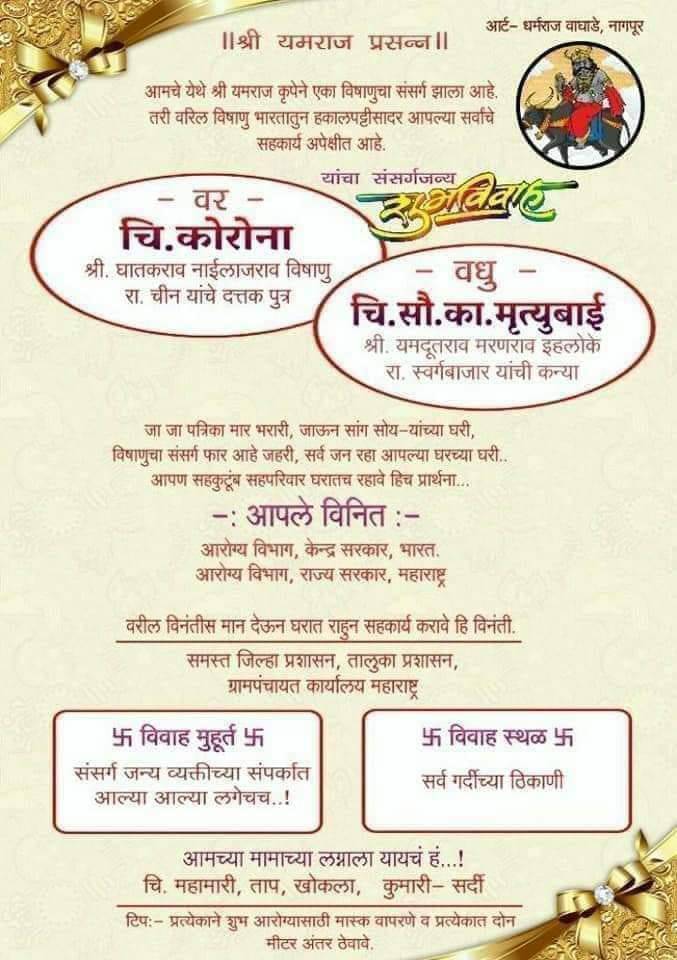 आर्ट– धर्मराज वाघाडे, नागपूर
॥श्री यमराज प्रसन्न॥
आमचे येथे श्री यमराज कृपेने एका विषाणुचा संसर्ग झाला आहे.
तरी वरिल विषाणु भारतातुन हकालपट्टीसादर आपल्या सर्वांचे
सहकार्य अपेक्षीत आहे.
यांचा संसर्गजन्य
शुभविवाह
– वर –
चि.कोरोना
श्री. घातकराव नाईलाजराव विषाणु
रा. चीन यांचे दत्तक पुत्र
– वधु –
चि.सौ.का.मृत्युबाई
श्री. यमदूतराव मरणराव इहलोके
रा. स्वर्गबाजार यांची कन्या
जा जा पत्रिका मार भरारी, जाऊन सांग सोय–यांच्या घरी,
विषाणुचा संसर्ग फार आहे जहरी, सर्व जन रहा आपल्या घरच्या घरी..
आपण सहकुटूंब सहपरिवार घरातच रहावे हिच प्रार्थना...
–: आपले विनित :–
आरोग्य विभाग, केन्द्र सरकार, भारत.
आरोग्य विभाग, राज्य सरकार, महाराष्ट्र
वरील विनंतीस मान देऊन घरात राहुन सहकार्य करावे हि विनंती.
समस्त जिल्हा प्रशासन, तालुका प्रशासन,
ग्रामपंचायत कार्यालय महाराष्ट्र
卐 विवाह मुहूर्त 卐
संसर्ग जन्य व्यक्तीच्या संपर्कात
आल्या आल्या लगेचच..!
卐 विवाह स्थळ 卐
सर्व गर्दीच्या ठिकाणी
आमच्या मामाच्या लग्नाला यायचं हं...!
चि. महामारी, ताप, खोकला, कुमारी– सर्दी
टिप:– प्रत्येकाने शुभ आरोग्यासाठी मास्क वापरणे व प्रत्येकात दोन
मीटर अंतर ठेवावे.